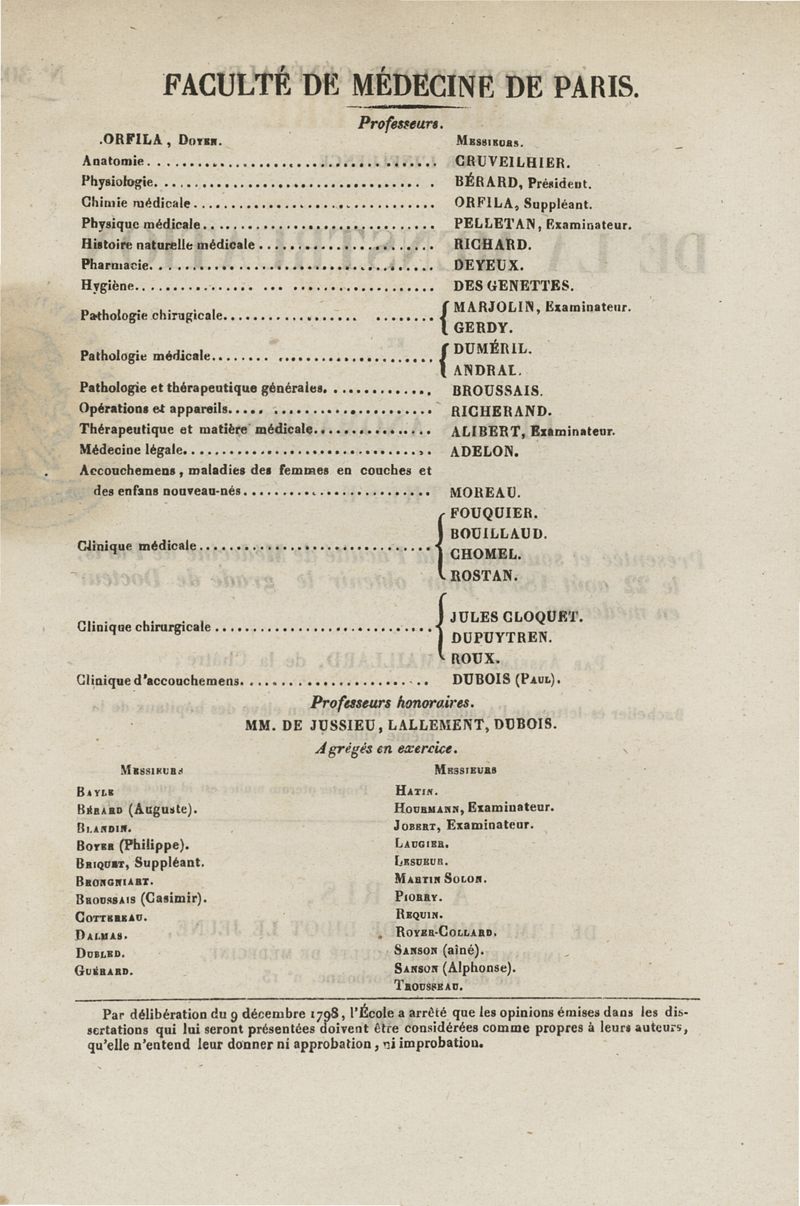 FACULTÉ DE MÉDECINE DE PARIS.
Professeurs.
.ORFILA, DOYEN. MESSIEURS.
Anatomie. CRUVEILHIER.
Physiologie. BÉRARD, Président.
Chimie médicale ORFILA, Suppléant.
Physique médicale PELLETAN, Examinateur.
Histoire naturelle médicale RICHARD.
Pharmacie. DEYEUX.
Hygiène. DES GENETTES.
Pathologie chirugicale { MARJOLIN, Examinateur.
GERDY.
Pathologie médicale { DUMÉRIL.
ANDRAL.
Pathologie et thérapeutique générales. BROUSSAIS.
Opérations et appareils. RICHERAND.
Thérapeutique et matière médicale. ALIBERT, Examinateur.
Médecine légale. ADELON.
Accouchemens, maladies des femmes en couches et
des enfans nouveau-nés MOREAU.
Clinique médicale { FOUQUIER.
BOUILLAUD.
CHOMEL.
ROSTAN.
Clinique chirurgicale { JULES CLOQUET.
DUPUYTREN.
ROUX.
Clinique d'accouchemens. DUBOIS (PAUL).
Professeurs honoraires.
MM. DE JUSSIEU, LALLEMENT, DUBOIS.
Agrégés en exercice.
MESSIEURS MESSIEURS
BAYLE HATIN.
BÉRARD (Auguste). HOURMANN, Examinateur.
BLANDIN. JOBERT, Examinateur.
BOYER (Philippe). LAUGIER.
BRIQUET, Suppléant. LESUEUR.
BRONGNIART. MARTIN SOLON.
BROUSSAIS (Casimir). PIORRY.
COTTEREAU. REQUIN.
DALMAS. ROYER-COLLARD.
DUBLED. SANSON (aîné).
GUÉRARD. SANSON (Alphonse).
TROUSSEAU.
Par délibération du 9 décembre 1798, l'École a arrêté que les opinions émises dans les dis-
sertations qui lui seront présentées doivent être considérées comme propres à leurs auteurs,
qu'elle n'entend leur donner ni approbation, ni improbation.